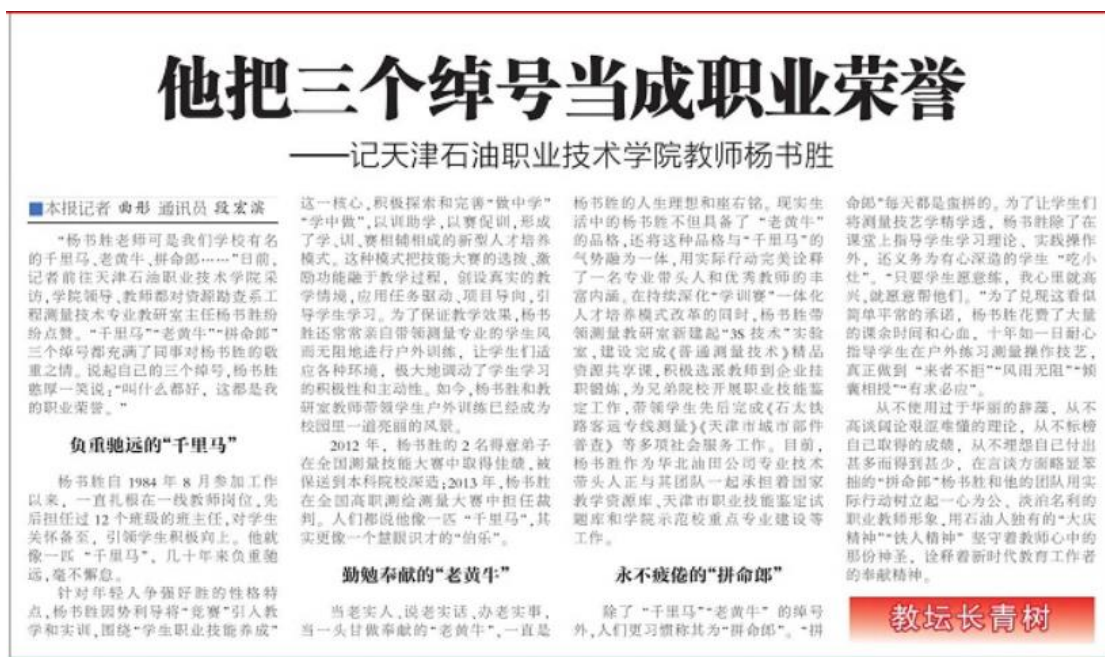 他把三个绰号当成职业荣誉
——记天津石油职业技术学院教师杨书胜
■本报记者 曲彤 通讯员 段宏滨
“杨书胜老师可是我们学校有名
的千里马、老黄牛、拼命郎……”日前,
记者前往天津石油职业技术学院采
访,学院领导、教师都对资源勘查系工
程测量技术专业教研室主任杨书胜纷
纷点赞。“千里马”“老黄牛”“拼命郎”
三个绰号都充满了同事对杨书胜的敬
重之情。说起自己的三个绰号,杨书胜
憨厚一笑说:“叫什么都好,这都是我
的职业荣誉。”
负重驰远的“千里马”
杨书胜自 1984 年 8 月参加工作
以来,一直扎根在一线教师岗位,先
后担任过 12 个班级的班主任,对学生
关怀备至,引领学生积极向上。他就
像一匹“千里马”,几十年来负重驰
远,毫不懈怠。
针对年轻人争强好胜的性格特
点,杨书胜因势利导将“竞赛”引入教
学和实训,围绕“学生职业技能养成”
这一核心,积极探索和完善“做中学”
“学中做”,以训助学,以赛促训,形成
了学、训、赛相辅相成的新型人才培养
模式。这种模式把技能大赛的选拔、激
励功能融于教学过程,创设真实的教
学情境,应用任务驱动、项目导向,引
导学生学习。为了保证教学效果,杨书
胜还常常亲自带领测量专业的学生风
雨无阻地进行户外训练,让学生们适
应各种环境,极大地调动了学生学习
的积极性和主动性。如今,杨书胜和教
研室教师带领学生户外训练已经成为
校园里一道亮丽的风景。
2012 年,杨书胜的 2 名得意弟子
在全国测量技能大赛中取得佳绩,被
保送到本科院校深造;2013 年,杨书胜
在全国高职测绘测量大赛中担任裁
判。人们都说他像一匹“千里马”,其
实更像一个慧眼识才的“伯乐”。
勤勉奉献的“老黄牛”
当老实人、说老实话、办老实事,
当一头甘做奉献的“老黄牛”,一直是
杨书胜的人生理想和座右铭。现实生
活中的杨书胜不但具备了“老黄牛”
的品格,还将这种品格与“千里马”的
气势融为一体,用实际行动完美诠释
了一名专业带头人和优秀教师的丰
富内涵。在持续深化“学训赛”一体化
人才培养模式改革的同时,杨书胜带
领测量教研室新建起“3S 技术”实验
室,建设完成《普通测量技术》精品
资源共享课,积极选派教师到企业挂
职锻炼,为兄弟院校开展职业技能鉴
定工作,带领学生先后完成《石太铁
路客运专线测量》《天津市城市部件
普查》等多项社会服务工作。目前,
杨书胜作为华北油田公司专业技术
带头人正与其团队一起承担着国家
教学资源库、天津市职业技能鉴定试
题库和学院示范校重点专业建设等
工作。
永不疲倦的“拼命郎”
除了“千里马”“老黄牛”的绰号
外,人们更习惯称其为“拼命郎”。“拼
命郎”每天都是蛮拼的。为了让学生们
将测量技艺学精学透,杨书胜除了在
课堂上指导学生学习理论、实践操作
外,还义务为有心深造的学生“吃小
灶”。“只要学生愿意练,我心里就高
兴,就愿意帮他们。”为了兑现这看似
简单平常的承诺,杨书胜花费了大量
的课余时间和心血,十年如一日耐心
指导学生在户外练习测量操作技艺,
真正做到“来者不拒”“风雨无阻”“倾
囊相授”“有求必应”。
从不使用过于华丽的辞藻,从不
高谈阔论艰涩难懂的理论,从不标榜
自己取得的成绩,从不埋怨自己付出
甚多而得到甚少,在言谈方面略显笨
拙的“拼命郎”杨书胜和他的团队用实
际行动树立起一心为公、淡泊名利的
职业教师形象,用石油人独有的“大庆
精神”“铁人精神”坚守着教师心中的
那份神圣,诠释着新时代教育工作者
的奉献精神。
教坛长青树